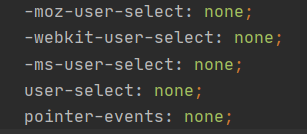 -moz-user-select: none;
-webkit-user-select: none;
-ms-user-select: none;
user-select: none;
pointer-events: none;